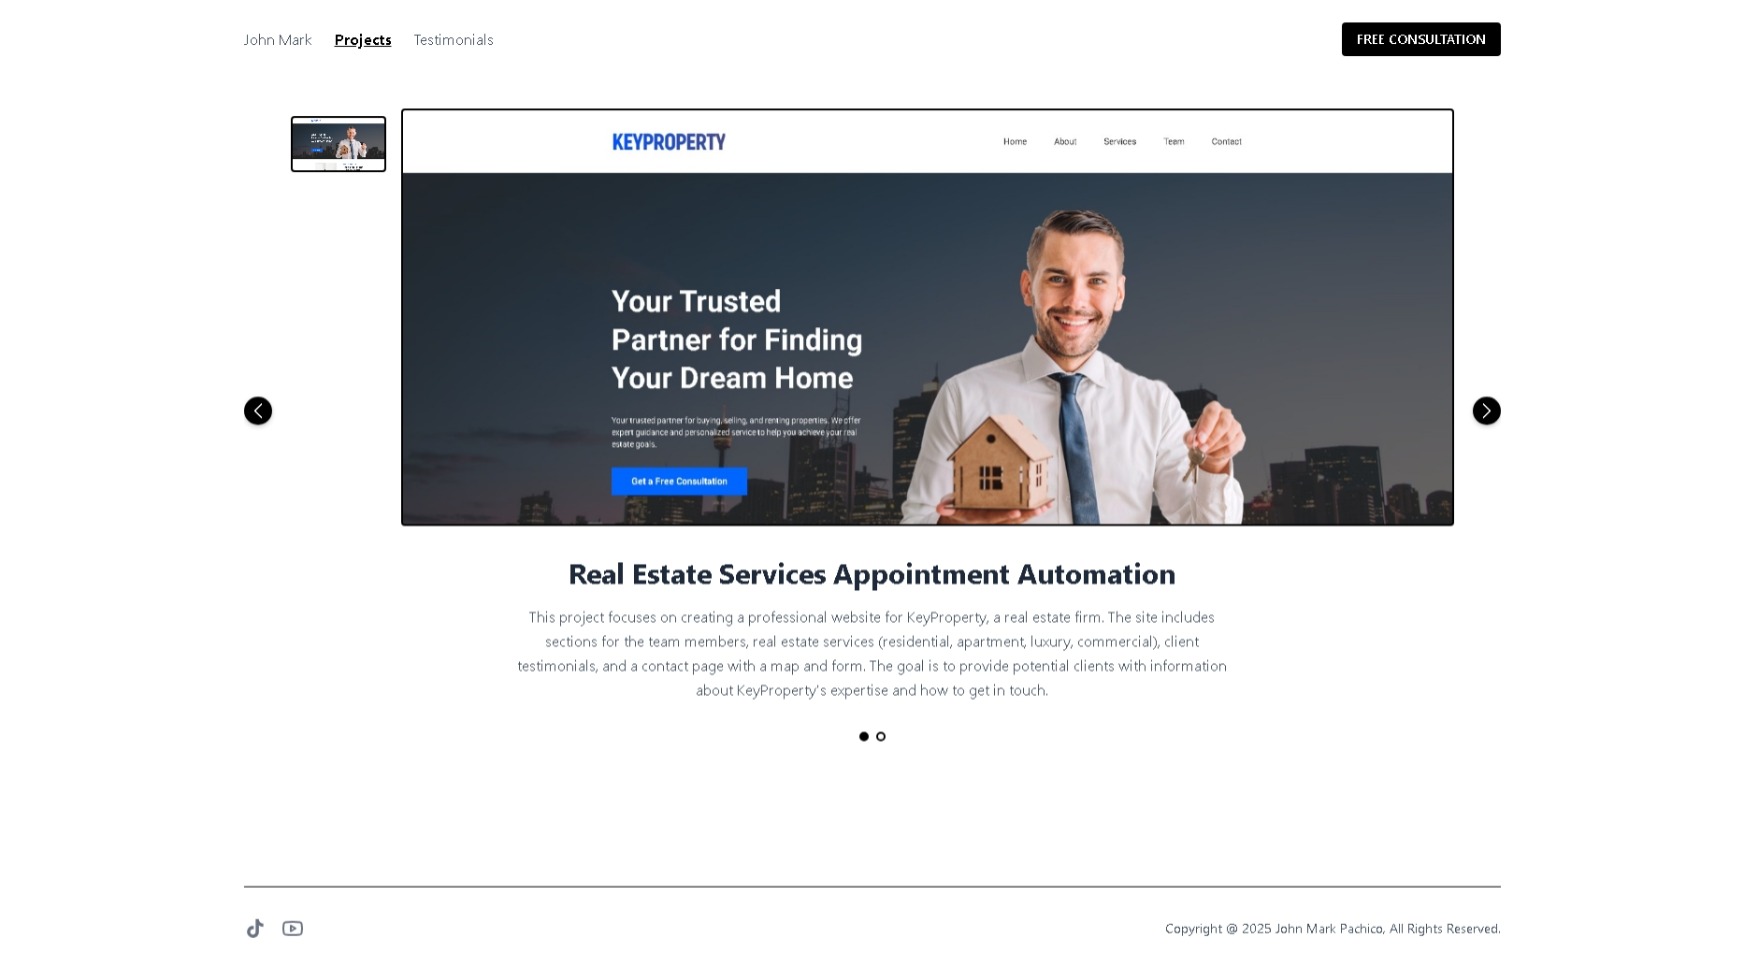 John Mark
Projects
Testimonials
FREE CONSULTATION
KEYPROPERTY
Home
About
Services
Team
Contact
Your Trusted
Partner for Finding
Your Dream Home
Your trusted partner for buying, selling, and renting properties. We offer
expert guidance and personalized service to help you achieve your real
estate goals.
Get a Free Consultation
Real Estate Services Appointment Automation
This project focuses on creating a professional website for KeyProperty, a real estate firm. The site includes
sections for the team members, real estate services (residential, apartment, luxury, commercial), client
testimonials, and a contact page with a map and form. The goal is to provide potential clients with information
about KeyProperty's expertise and how to get in touch.
Copyright @ 2025 John Mark Pachico, All Rights Reserved.